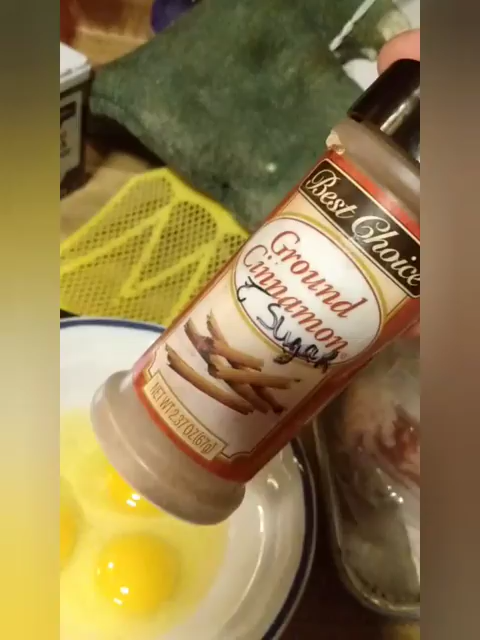 Best Choice
Ground
Cinnamon
& Sugar
NET WT 2.37 OZ (67g)